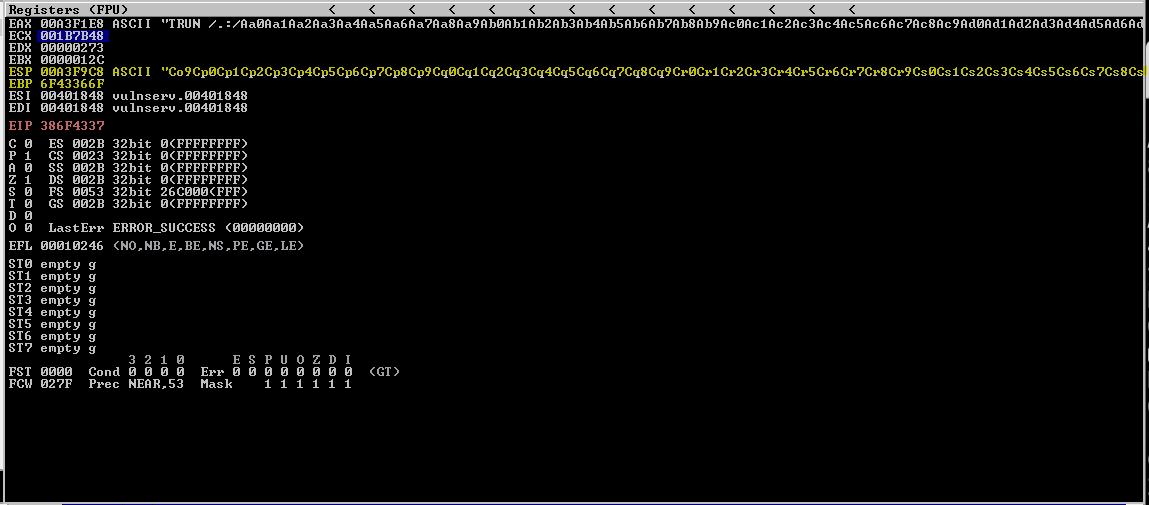 Registers (FPU) < < < < < < < < < < < < < <
EAX 00A3F1E8 ASCII "TRUN /.:/Aa0Aa1Aa2Aa3Aa4Aa5Aa6Aa7Aa8Aa9Ab0Ab1Ab2Ab3Ab4Ab5Ab6Ab7Ab8Ab9Ac0Ac1Ac2Ac3Ac4Ac5Ac6Ac7Ac8Ac9Ad0Ad1Ad2Ad3Ad4Ad5Ad6Ad
ECX 001B7B48
EDX 00000273
EBX 0000012C
ESP 00A3F9C8 ASCII "Co9Cp0Cp1Cp2Cp3Cp4Cp5Cp6Cp7Cp8Cp9Cq0Cq1Cq2Cq3Cq4Cq5Cq6Cq7Cq8Cq9Cr0Cr1Cr2Cr3Cr4Cr5Cr6Cr7Cr8Cr9Cs0Cs1Cs2Cs3Cs4Cs5Cs6Cs7Cs8Cs
EBP 6F43366F
ESI 00401848 vulnserv.00401848
EDI 00401848 vulnserv.00401848
EIP 386F4337
C 0 ES 002B 32bit 0(FFFFFFFF)
P 1 CS 0023 32bit 0(FFFFFFFF)
A 0 SS 002B 32bit 0(FFFFFFFF)
Z 1 DS 002B 32bit 0(FFFFFFFF)
S 0 FS 0053 32bit 26C000(FFF)
T 0 GS 002B 32bit 0(FFFFFFFF)
D 0
O 0 LastErr ERROR_SUCCESS (00000000)
EFL 00010246 (NO,NB,E,BE,NS,PE,GE,LE)
ST0 empty g
ST1 empty g
ST2 empty g
ST3 empty g
ST4 empty g
ST5 empty g
ST6 empty g
ST7 empty g
3 2 1 0 E S P U O Z D I
FST 0000 Cond 0 0 0 0 Err 0 0 0 0 0 0 0 0 (GT)
FCW 027F Prec NEAR,53 Mask 1 1 1 1 1 1